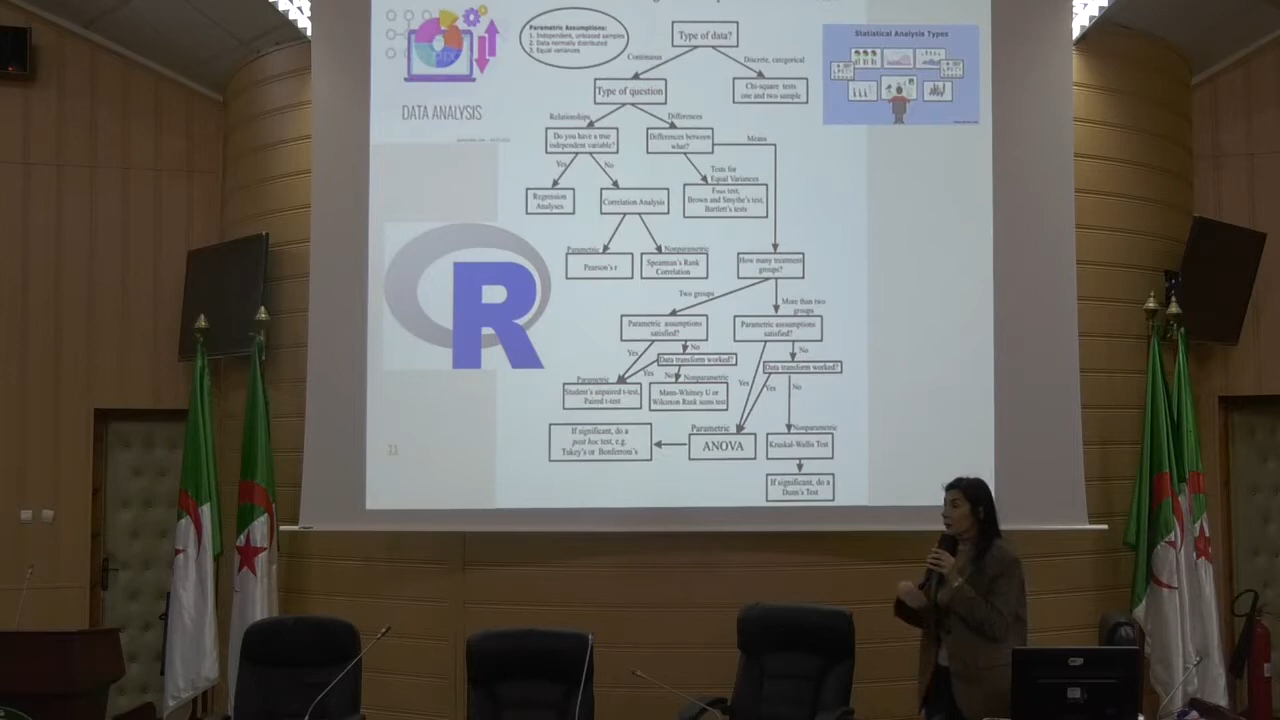 Parametric Assumptions:
1. Independent, unbiased samples
2. Data normally distributed
3. Equal variances
Type of data?
Statistical Analysis Types
DATA ANALYSIS
Continuous
Discrete, categorical
Type of question
Chi-square tests
one and two sample
Relationships
Differences
Do you have a true
independent variable?
Differences between
what?
Means
Yes
No
Tests for
Equal Variances
Regression
Analyses
Correlation Analysis
Fmax test,
Brown and Smythe's test,
Bartlett's tests
Parametric
Nonparametric
Pearson's r
Spearman's Rank
Correlation
How many treatment
groups?
R
Two groups
More than two
groups
Parametric assumptions
satisfied?
Parametric assumptions
satisfied?
Yes
No
No
Data transform worked?
Data transform worked?
Yes
No
Yes
Yes
No
Parametric
Nonparametric
Student's unpaired t-test,
Paired t-test
Mann-Whitney U or
Wilcoxon Rank sums test
Parametric
Nonparametric
If significant, do a
post hoc test, e.g.
Tukey's or Bonferroni's
ANOVA
Kruskal-Wallis Test
If significant, do a
Dunn's Test